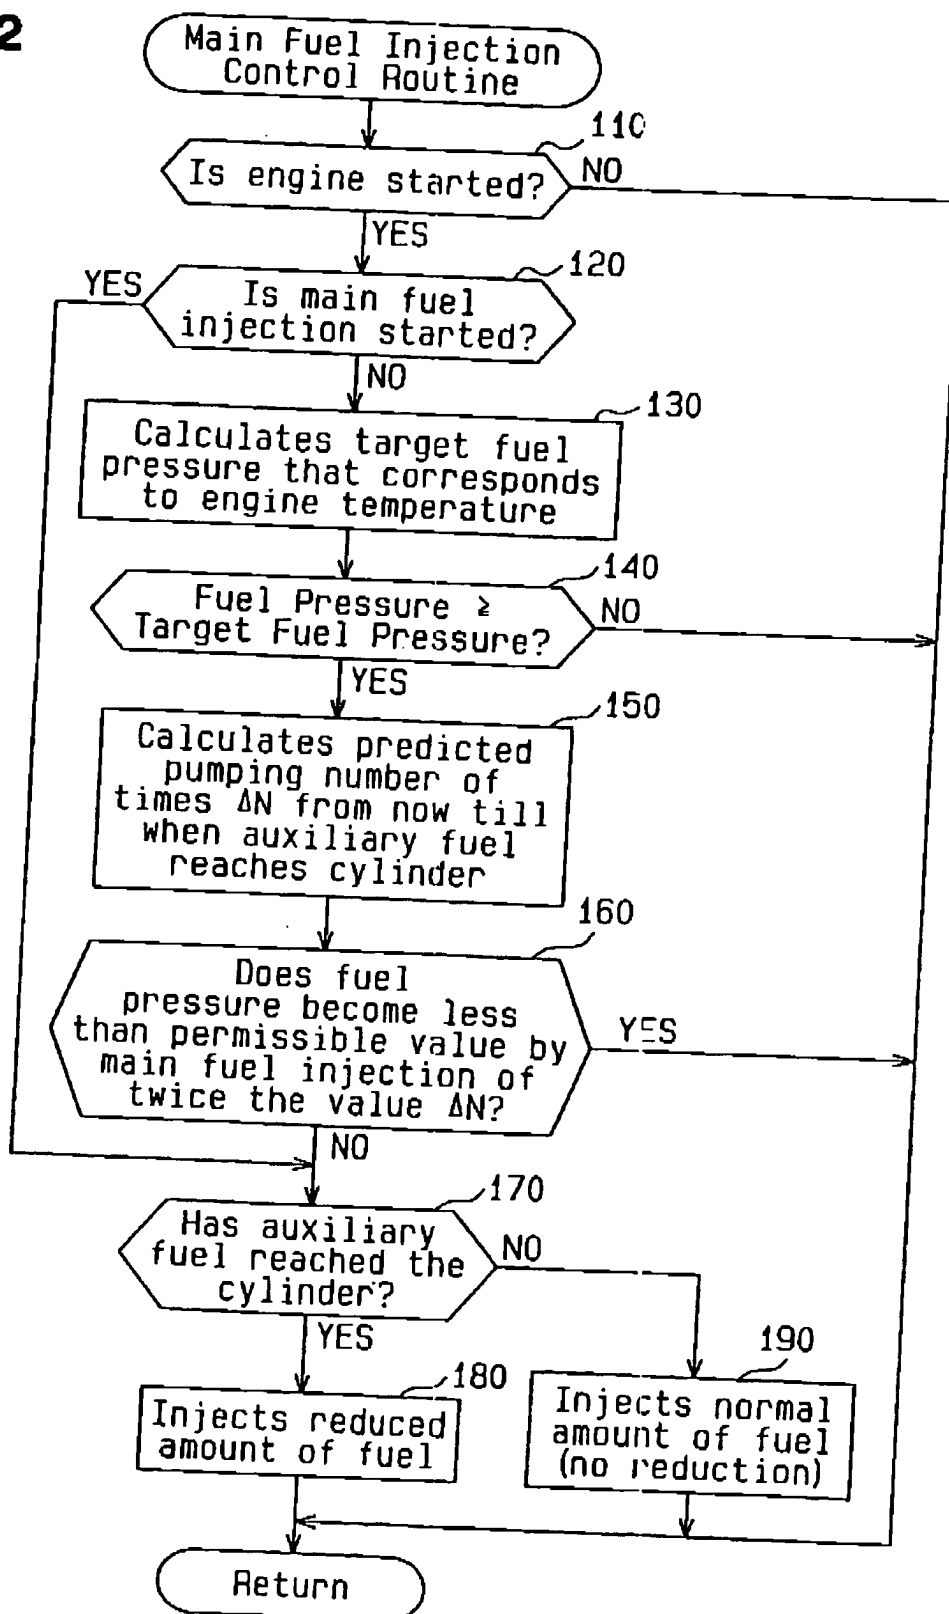 2
Main Fuel Injection
Control Routine
110
Is engine started?
NO
YES
120
YES
Is main fuel
injection started?
NO
130
Calculates target fuel
pressure that corresponds
to engine temperature
140
Fuel Pressure ≥
Target Fuel Pressure?
NO
YES
150
Calculates predicted
pumping number of
times ΔN from now till
when auxiliary fuel
reaches cylinder
160
Does fuel
pressure become less
than permissible value by
main fuel injection of
twice the value ΔN?
YES
NO
170
Has auxiliary
fuel reached the
cylinder?
NO
YES
180
Injects reduced
amount of fuel
190
Injects normal
amount of fuel
(no reduction)
Return